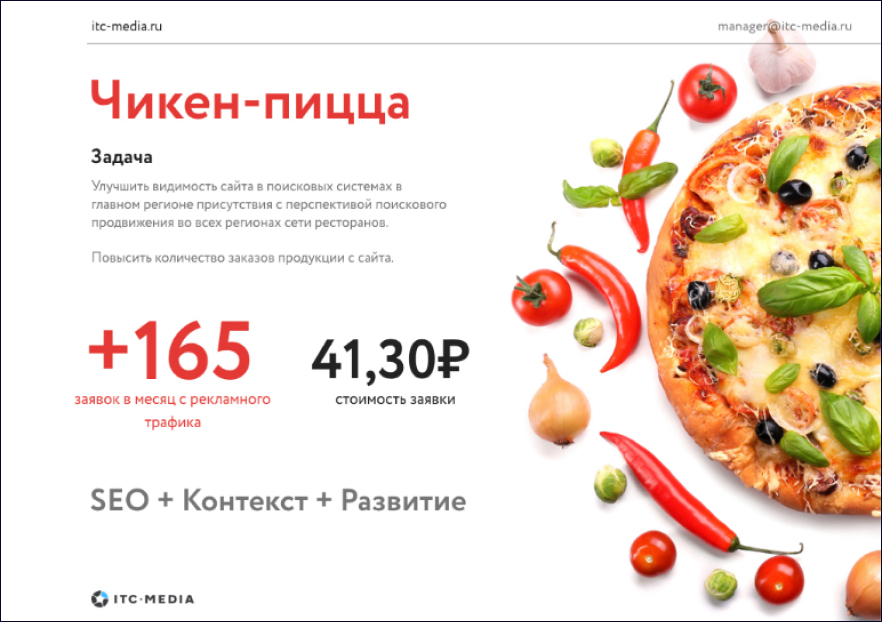 itc-media.ru
manager@itc-media.ru
Чикен-пицца
Задача
Улучшить видимость сайта в поисковых системах в
главном регионе присутствия с перспективой поискового
продвижения во всех регионах сети ресторанов.
Повысить количество заказов продукции с сайта.
+165
заявок в месяц с рекламного
трафика
41,30₽
стоимость заявки
SEO + Контекст + Развитие
ITC·MEDIA